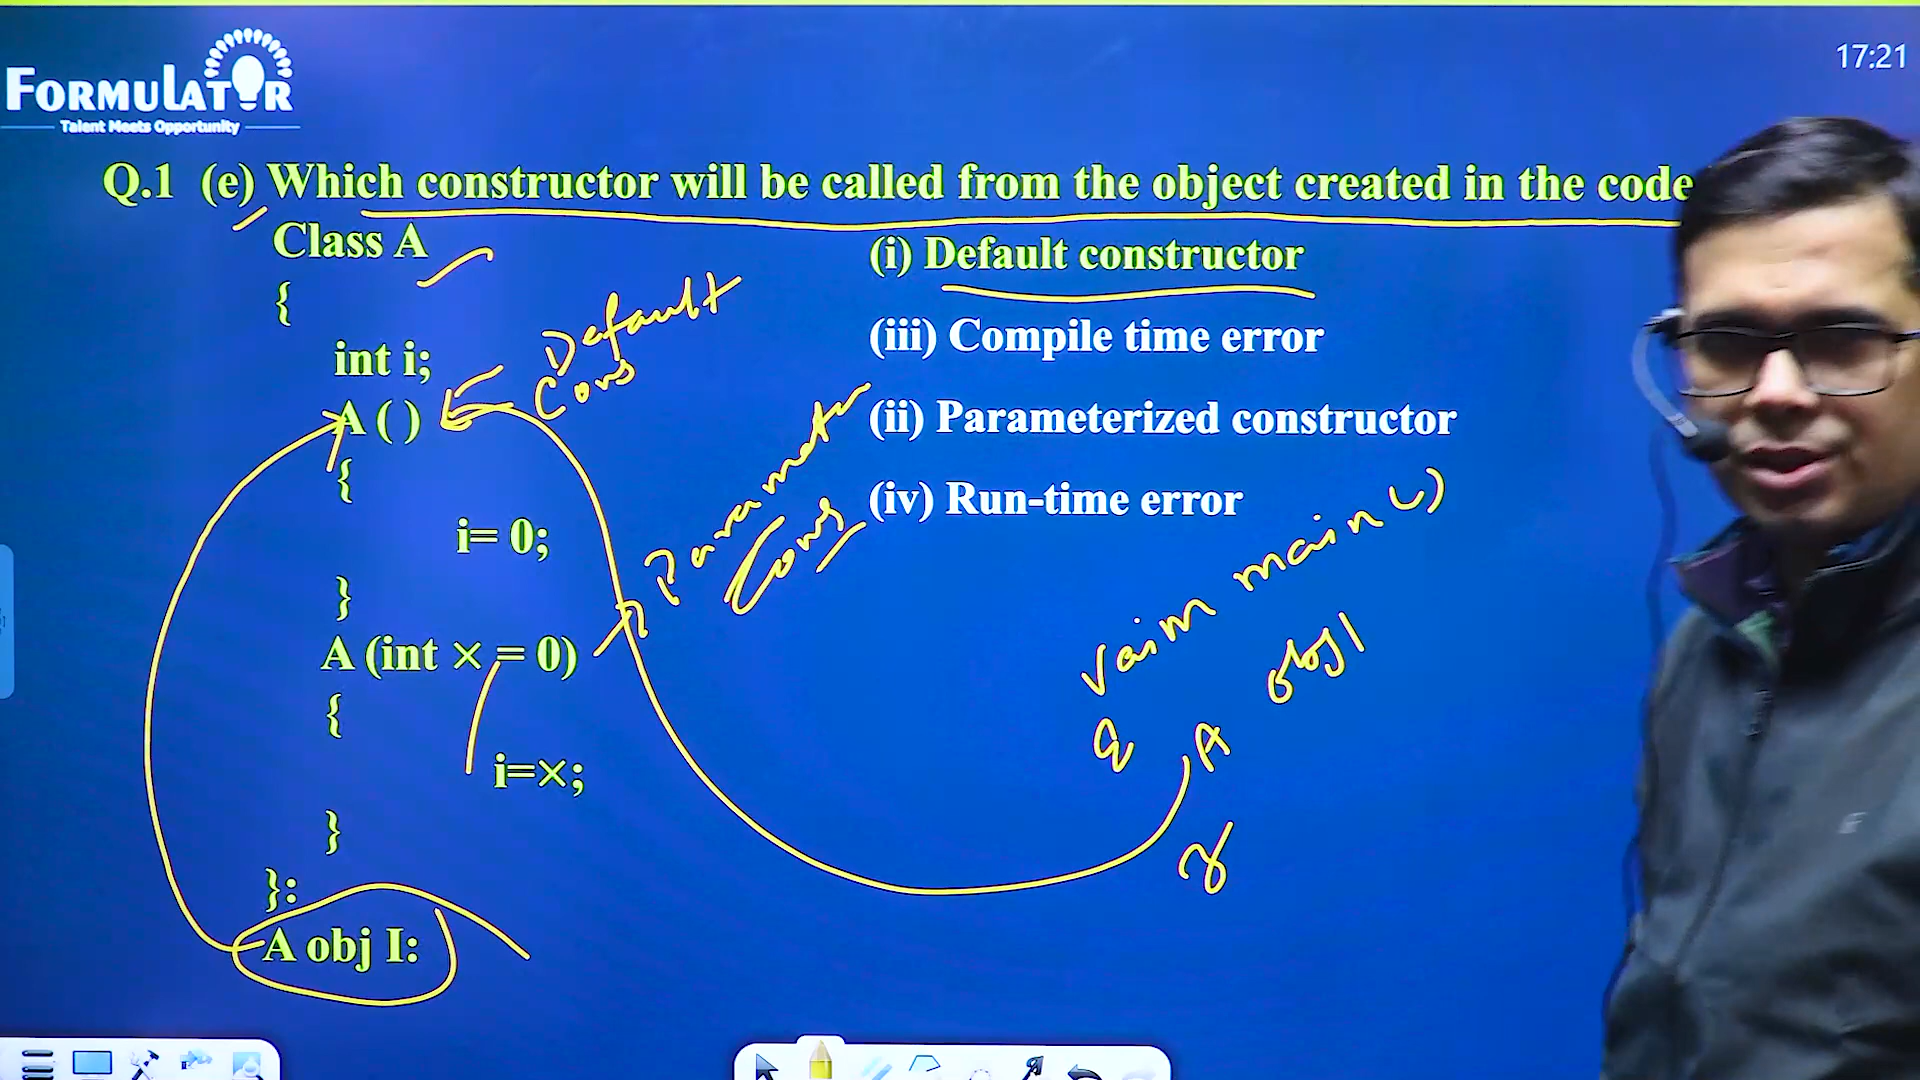 17:21
FORMULATOR
Talent Meets Opportunity
Q.1 (e) Which constructor will be called from the object created in the code
Class A
{
int i;
A ( )
{
i= 0;
}
A (int × = 0)
{
i=×;
}
}:
A obj I:
(i) Default constructor
(iii) Compile time error
(ii) Parameterized constructor
(iv) Run-time error
Default
Cons
Parameter
Cons
main ()
A obj1